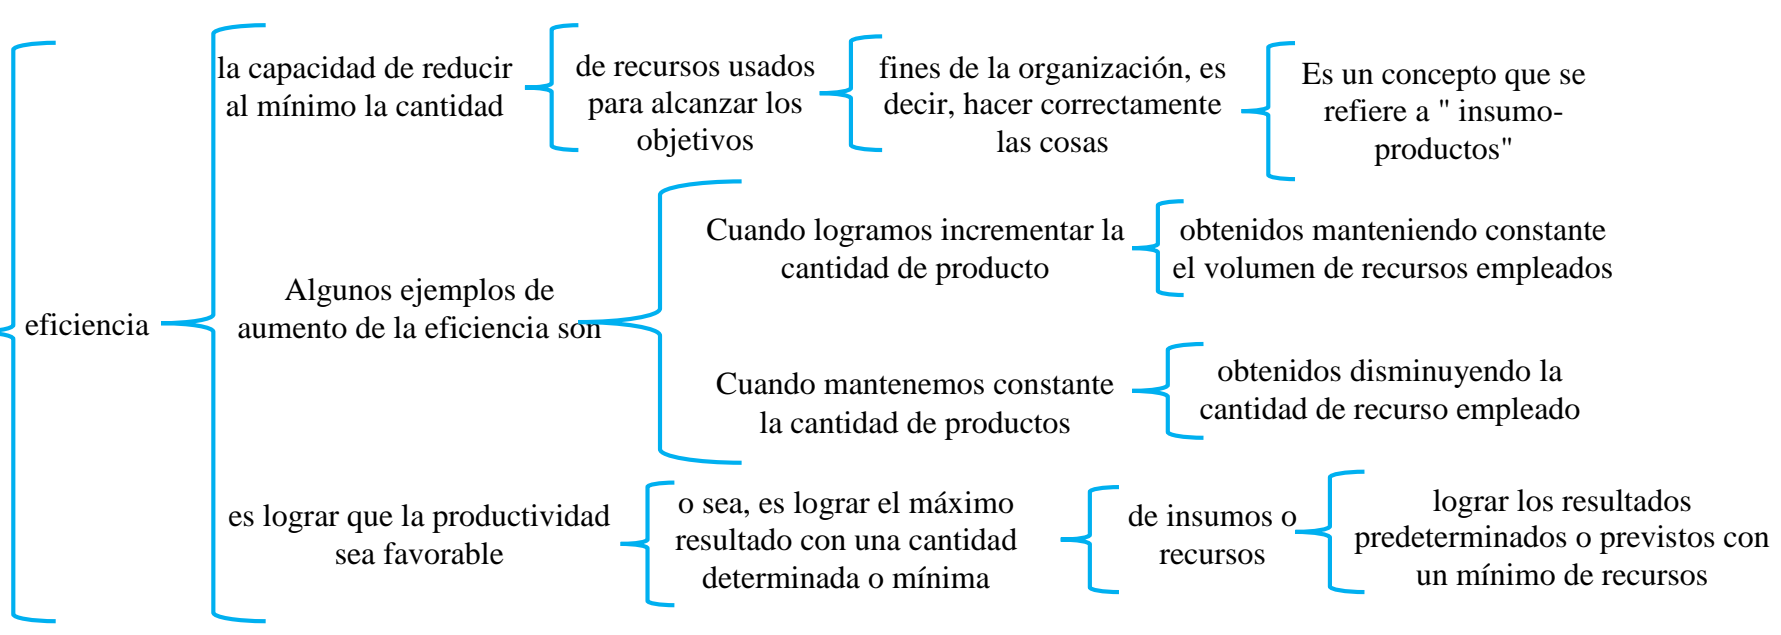 eficiencia
la capacidad de reducir
al mínimo la cantidad
de recursos usados
para alcanzar los
objetivos
fines de la organización, es
decir, hacer correctamente
las cosas
Es un concepto que se
refiere a " insumo-
productos"
Algunos ejemplos de
aumento de la eficiencia son
Cuando logramos incrementar la
cantidad de producto
obtenidos manteniendo constante
el volumen de recursos empleados
Cuando mantenemos constante
la cantidad de productos
obtenidos disminuyendo la
cantidad de recurso empleado
es lograr que la productividad
sea favorable
o sea, es lograr el máximo
resultado con una cantidad
determinada o mínima
de insumos o
recursos
lograr los resultados
predeterminados o previstos con
un mínimo de recursos